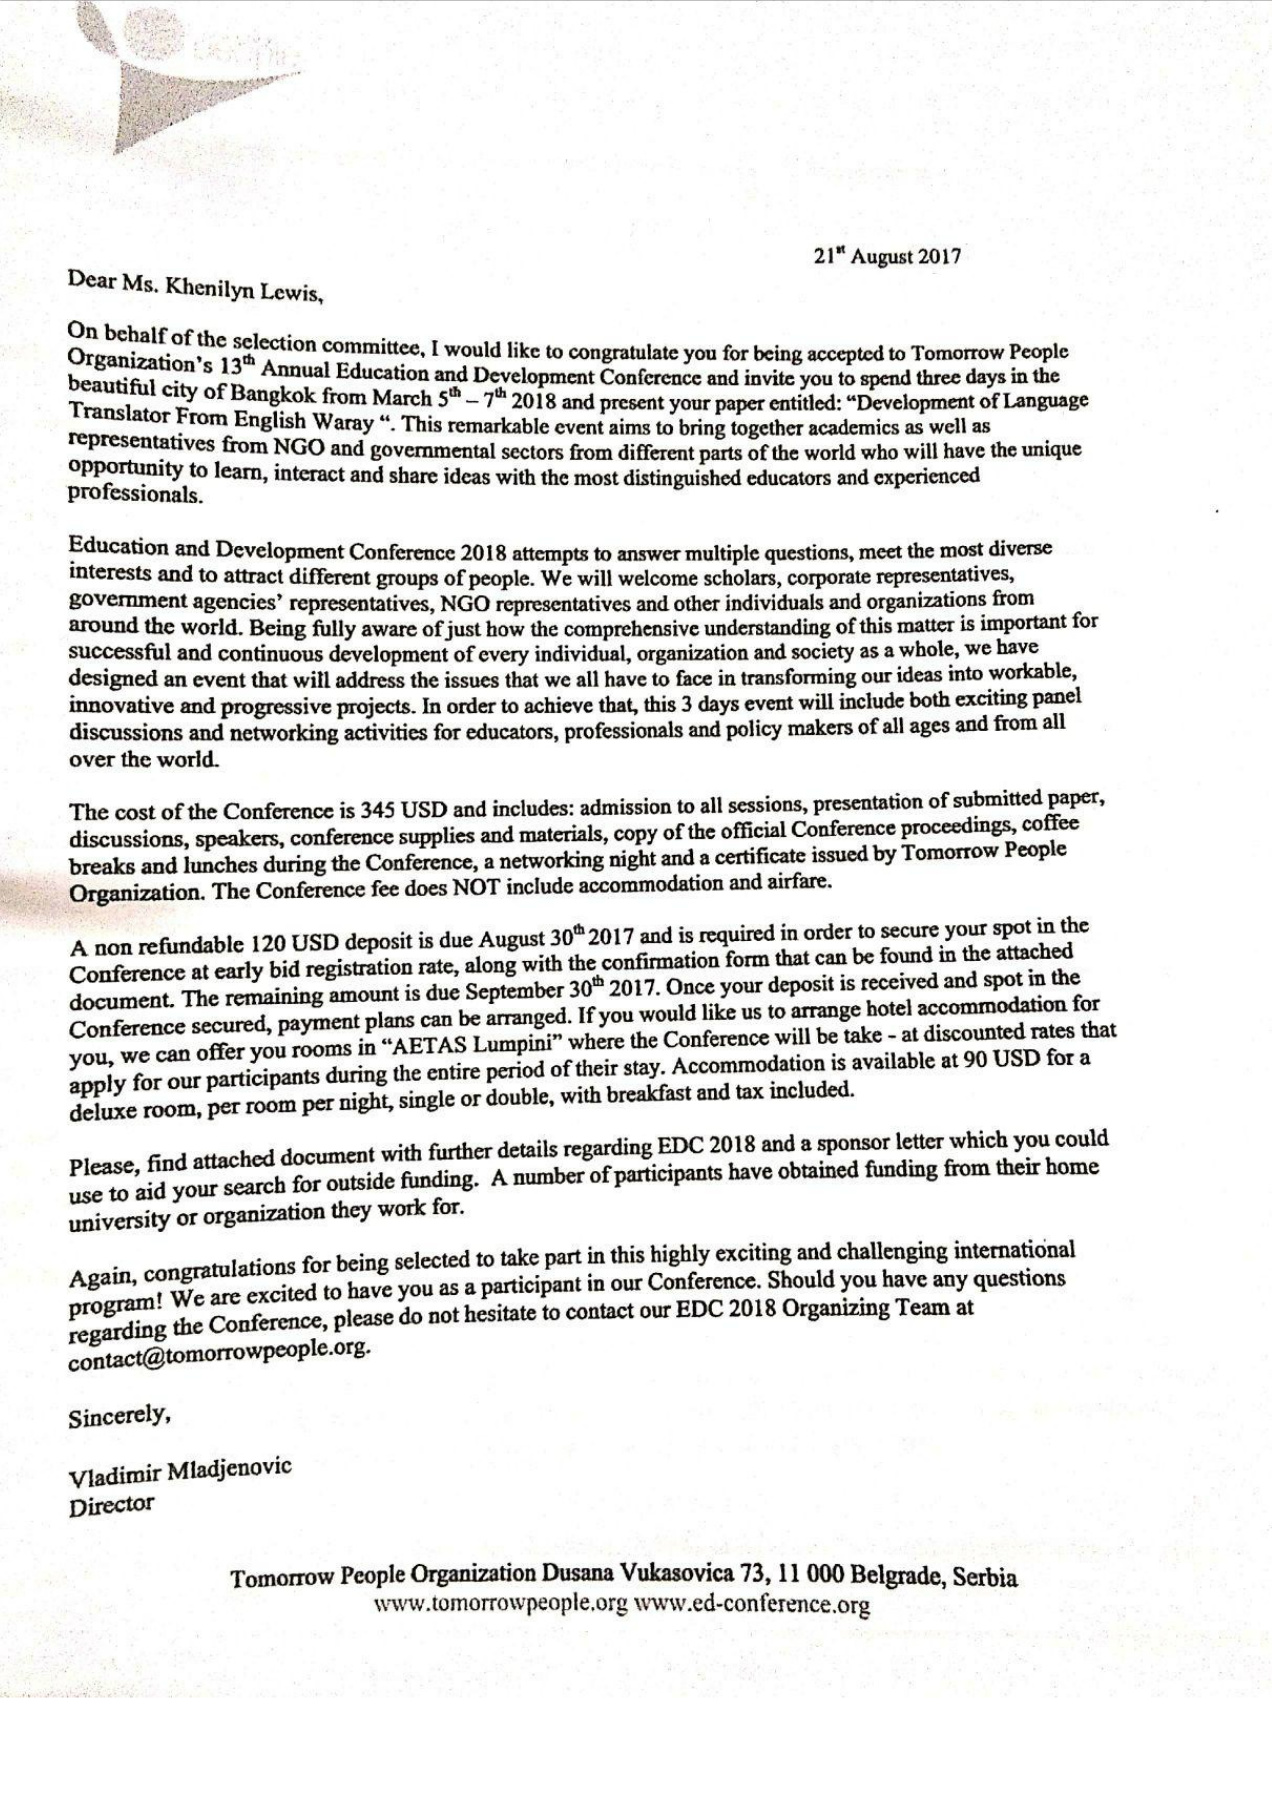 21st August 2017
Dear Ms. Khenilyn Lewis,
On behalf of the selection committee, I would like to congratulate you for being accepted to Tomorrow People
Organization's 13th Annual Education and Development Conference and invite you to spend three days in the
beautiful city of Bangkok from March 5th – 7th 2018 and present your paper entitled: “Development of Language
Translator From English Waray “. This remarkable event aims to bring together academics as well as
representatives from NGO and governmental sectors from different parts of the world who will have the unique
opportunity to learn, interact and share ideas with the most distinguished educators and experienced
professionals.
Education and Development Conference 2018 attempts to answer multiple questions, meet the most diverse
interests and to attract different groups of people. We will welcome scholars, corporate representatives,
government agencies’ representatives, NGO representatives and other individuals and organizations from
around the world. Being fully aware of just how the comprehensive understanding of this matter is important for
successful and continuous development of every individual, organization and society as a whole, we have
designed an event that will address the issues that we all have to face in transforming our ideas into workable,
innovative and progressive projects. In order to achieve that, this 3 days event will include both exciting panel
discussions and networking activities for educators, professionals and policy makers of all ages and from all
over the world.
The cost of the Conference is 345 USD and includes: admission to all sessions, presentation of submitted paper,
discussions, speakers, conference supplies and materials, copy of the official Conference proceedings, coffee
breaks and lunches during the Conference, a networking night and a certificate issued by Tomorrow People
Organization. The Conference fee does NOT include accommodation and airfare.
A non refundable 120 USD deposit is due August 30th 2017 and is required in order to secure your spot in the
Conference at early bid registration rate, along with the confirmation form that can be found in the attached
document. The remaining amount is due September 30th 2017. Once your deposit is received and spot in the
Conference secured, payment plans can be arranged. If you would like us to arrange hotel accommodation for
you, we can offer you rooms in “AETAS Lumpini” where the Conference will be take - at discounted rates that
apply for our participants during the entire period of their stay. Accommodation is available at 90 USD for a
deluxe room, per room per night, single or double, with breakfast and tax included.
Please, find attached document with further details regarding EDC 2018 and a sponsor letter which you could
use to aid your search for outside funding. A number of participants have obtained funding from their home
university or organization they work for.
Again, congratulations for being selected to take part in this highly exciting and challenging international
program! We are excited to have you as a participant in our Conference. Should you have any questions
regarding the Conference, please do not hesitate to contact our EDC 2018 Organizing Team at
contact@tomorrowpeople.org.
Sincerely,
Vladimir Mladjenovic
Director
Tomorrow People Organization Dusana Vukasovica 73, 11 000 Belgrade, Serbia
www.tomorrowpeople.org www.ed-conference.org